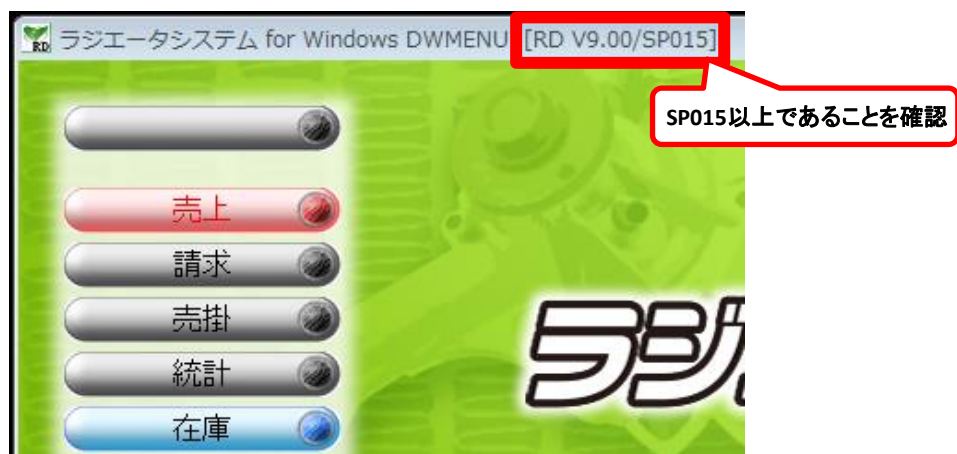 RD ラジエータシステム for Windows DWMENU [RD V9.00/SP015]
SP015以上であることを確認
売上
請求
売掛
統計
在庫
ラジ